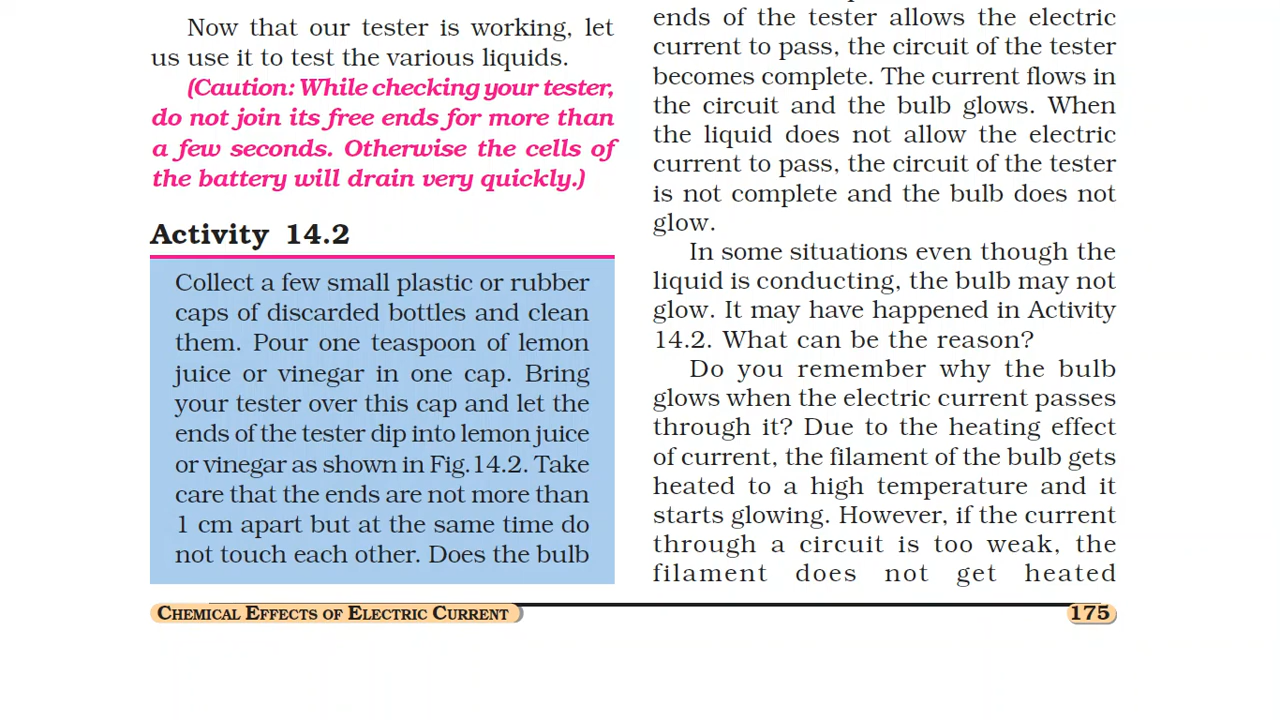 Now that our tester is working, let
us use it to test the various liquids.
(Caution: While checking your tester,
do not join its free ends for more than
a few seconds. Otherwise the cells of
the battery will drain very quickly.)
Activity 14.2
Collect a few small plastic or rubber
caps of discarded bottles and clean
them. Pour one teaspoon of lemon
juice or vinegar in one cap. Bring
your tester over this cap and let the
ends of the tester dip into lemon juice
or vinegar as shown in Fig.14.2. Take
care that the ends are not more than
1 cm apart but at the same time do
not touch each other. Does the bulb
ends of the tester allows the electric
current to pass, the circuit of the tester
becomes complete. The current flows in
the circuit and the bulb glows. When
the liquid does not allow the electric
current to pass, the circuit of the tester
is not complete and the bulb does not
glow.
In some situations even though the
liquid is conducting, the bulb may not
glow. It may have happened in Activity
14.2. What can be the reason?
Do you remember why the bulb
glows when the electric current passes
through it? Due to the heating effect
of current, the filament of the bulb gets
heated to a high temperature and it
starts glowing. However, if the current
through a circuit is too weak, the
filament does not get heated
CHEMICAL EFFECTS OF ELECTRIC CURRENT
175